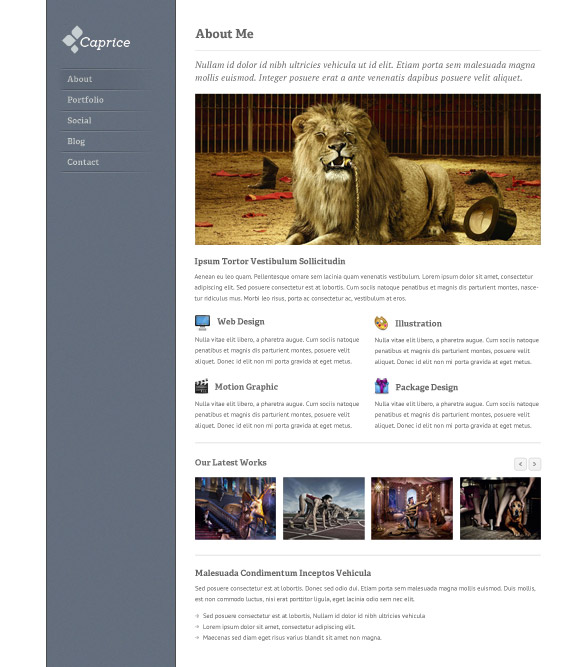 Caprice
About
Portfolio
Social
Blog
Contact
About Me
Nullam id dolor id nibh ultricies vehicula ut id elit. Etiam porta sem malesuada magna
mollis euismod. Integer posuere erat a ante venenatis dapibus posuere velit aliquet.
Ipsum Tortor Vestibulum Sollicitudin
Aenean eu leo quam. Pellentesque ornare sem lacinia quam venenatis vestibulum. Lorem ipsum dolor sit amet, consectetur
adipiscing elit. Sed posuere consectetur est at lobortis. Cum sociis natoque penatibus et magnis dis parturient montes, nasce-
tur ridiculus mus. Morbi leo risus, porta ac consectetur ac, vestibulum at eros.
Web Design
Nulla vitae elit libero, a pharetra augue. Cum sociis natoque
penatibus et magnis dis parturient montes, posuere velit
aliquet. Donec id elit non mi porta gravida at eget metus.
Illustration
Nulla vitae elit libero, a pharetra augue. Cum sociis natoque
penatibus et magnis dis parturient montes, posuere velit
aliquet. Donec id elit non mi porta gravida at eget metus.
Motion Graphic
Nulla vitae elit libero, a pharetra augue. Cum sociis natoque
penatibus et magnis dis parturient montes, posuere velit
aliquet. Donec id elit non mi porta gravida at eget metus.
Package Design
Nulla vitae elit libero, a pharetra augue. Cum sociis natoque
penatibus et magnis dis parturient montes, posuere velit
aliquet. Donec id elit non mi porta gravida at eget metus.
Our Latest Works
Malesuada Condimentum Inceptos Vehicula
Sed posuere consectetur est at lobortis. Donec sed odio dui. Etiam porta sem malesuada magna mollis euismod. Duis mollis,
est non commodo luctus, nisi erat porttitor ligula, eget lacinia odio sem nec elit.
Sed posuere consectetur est at lobortis, Nullam id dolor id nibh ultricies vehicula
Lorem ipsum dolor sit amet, consectetur adipiscing elit.
Maecenas sed diam eget risus varius blandit sit amet non magna.